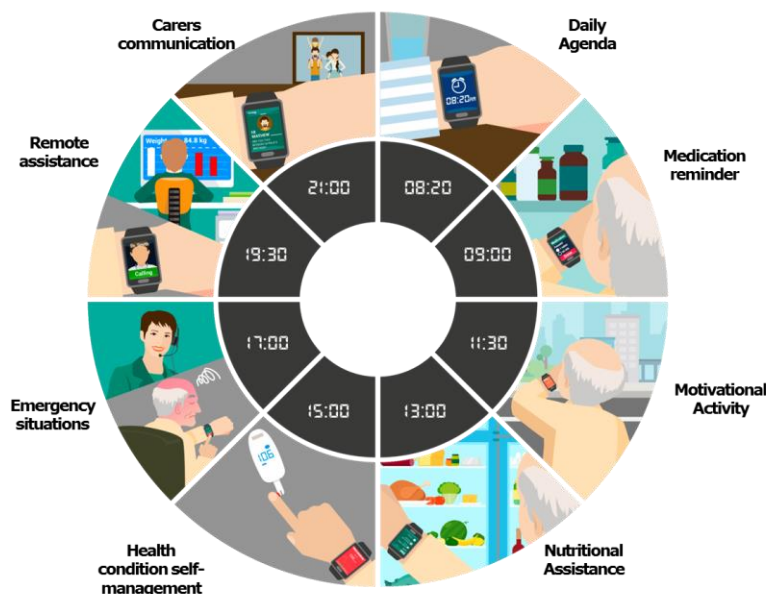 Carers
communication
Daily
Agenda
08:20
Remote
assistance
Weight 84.8 kg
Medication
reminder
21:00
08:20
Calling
19:30
09:00
17:00
11:30
Emergency
situations
Motivational
Activity
15:00
13:00
106
Health
condition self-
management
Nutritional
Assistance